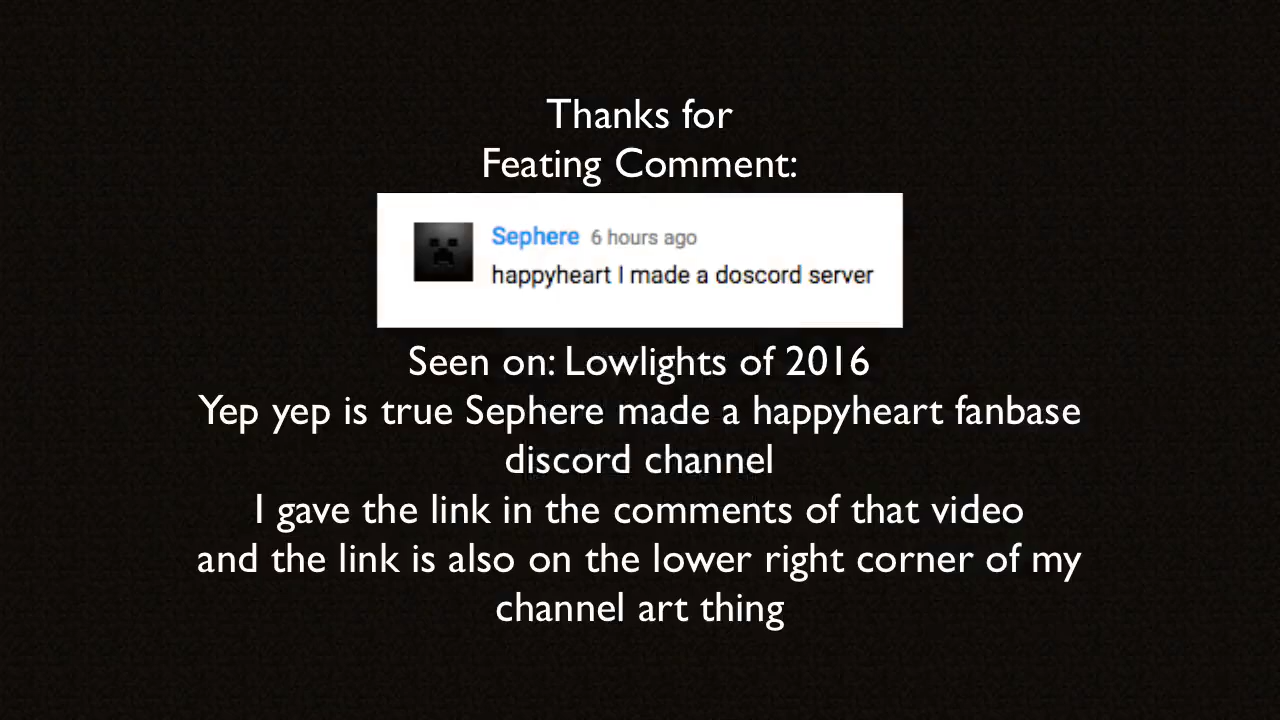 Thanks for
Feating Comment:
Sephere 6 hours ago
happyheart I made a doscord server
Seen on: Lowlights of 2016
Yep yep is true Sephere made a happyheart fanbase
discord channel
I gave the link in the comments of that video
and the link is also on the lower right corner of my
channel art thing